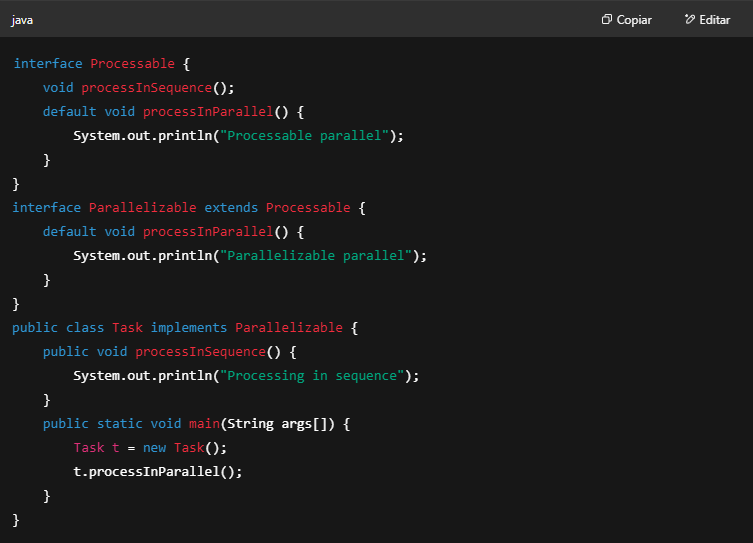 java
Copiar
Editar
interface Processable {
    void processInSequence();
    default void processInParallel() {
        System.out.println("Processable parallel");
    }
}
interface Parallelizable extends Processable {
    default void processInParallel() {
        System.out.println("Parallelizable parallel");
    }
}
public class Task implements Parallelizable {
    public void processInSequence() {
        System.out.println("Processing in sequence");
    }
    public static void main(String args[]) {
        Task t = new Task();
        t.processInParallel();
    }
}